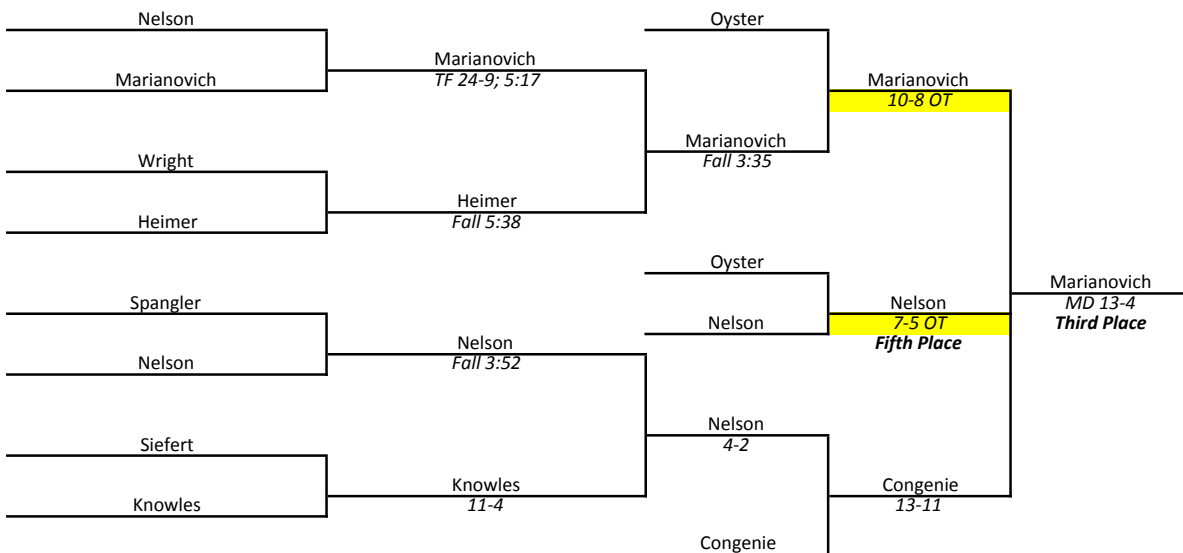 Nelson
Oyster
Marianovich
TF 24-9; 5:17
Marianovich
Marianovich
10-8 OT
Marianovich
Fall 3:35
Wright
Heimer
Fall 5:38
Heimer
Oyster
Marianovich
MD 13-4
Third Place
Spangler
Nelson
7-5 OT
Fifth Place
Nelson
Nelson
Fall 3:52
Nelson
Nelson
4-2
Siefert
Knowles
11-4
Congenie
13-11
Knowles
Congenie